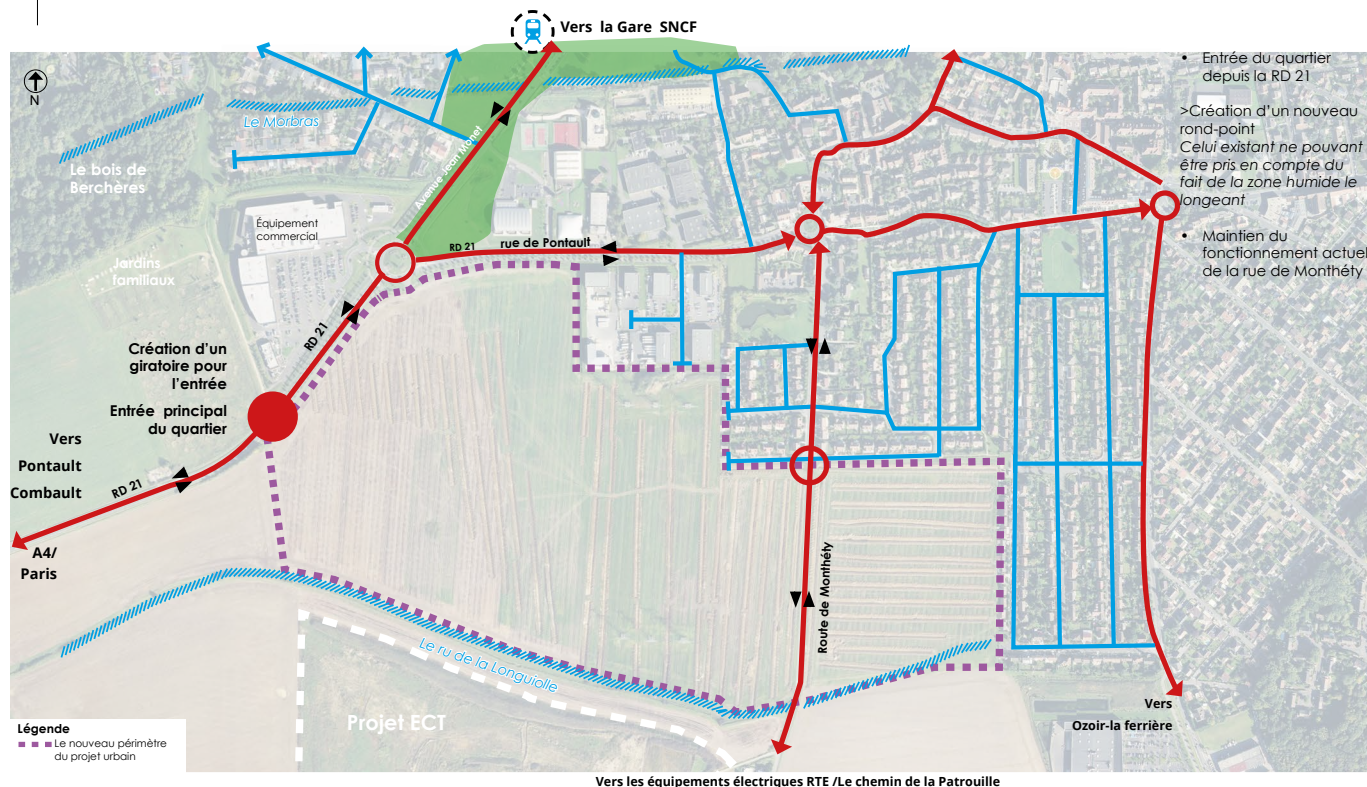 Vers la Gare SNCF
N
Le Morbras
Le bois de
Berchères
Avenue Jean Monet
Équipement
commercial
Jardins
familiaux
RD 21
rue de Pontault
RD 21
• Entrée du quartier
depuis la RD 21
>Création d’un nouveau
rond-point
Celui existant ne pouvant
être pris en compte du
fait de la zone humide le
longeant
• Maintien du
fonctionnement actuel
de la rue de Monthéty
Création d’un
giratoire pour
l’entrée
Entrée principal
du quartier
Vers
Pontault
Combault
RD 21
A4/
Paris
Route de Monthéty
Le ru de la Longuiolle
Projet ECT
Vers
Ozoir-la ferrière
Légende
Le nouveau périmètre
du projet urbain
Vers les équipements électriques RTE /Le chemin de la Patrouille